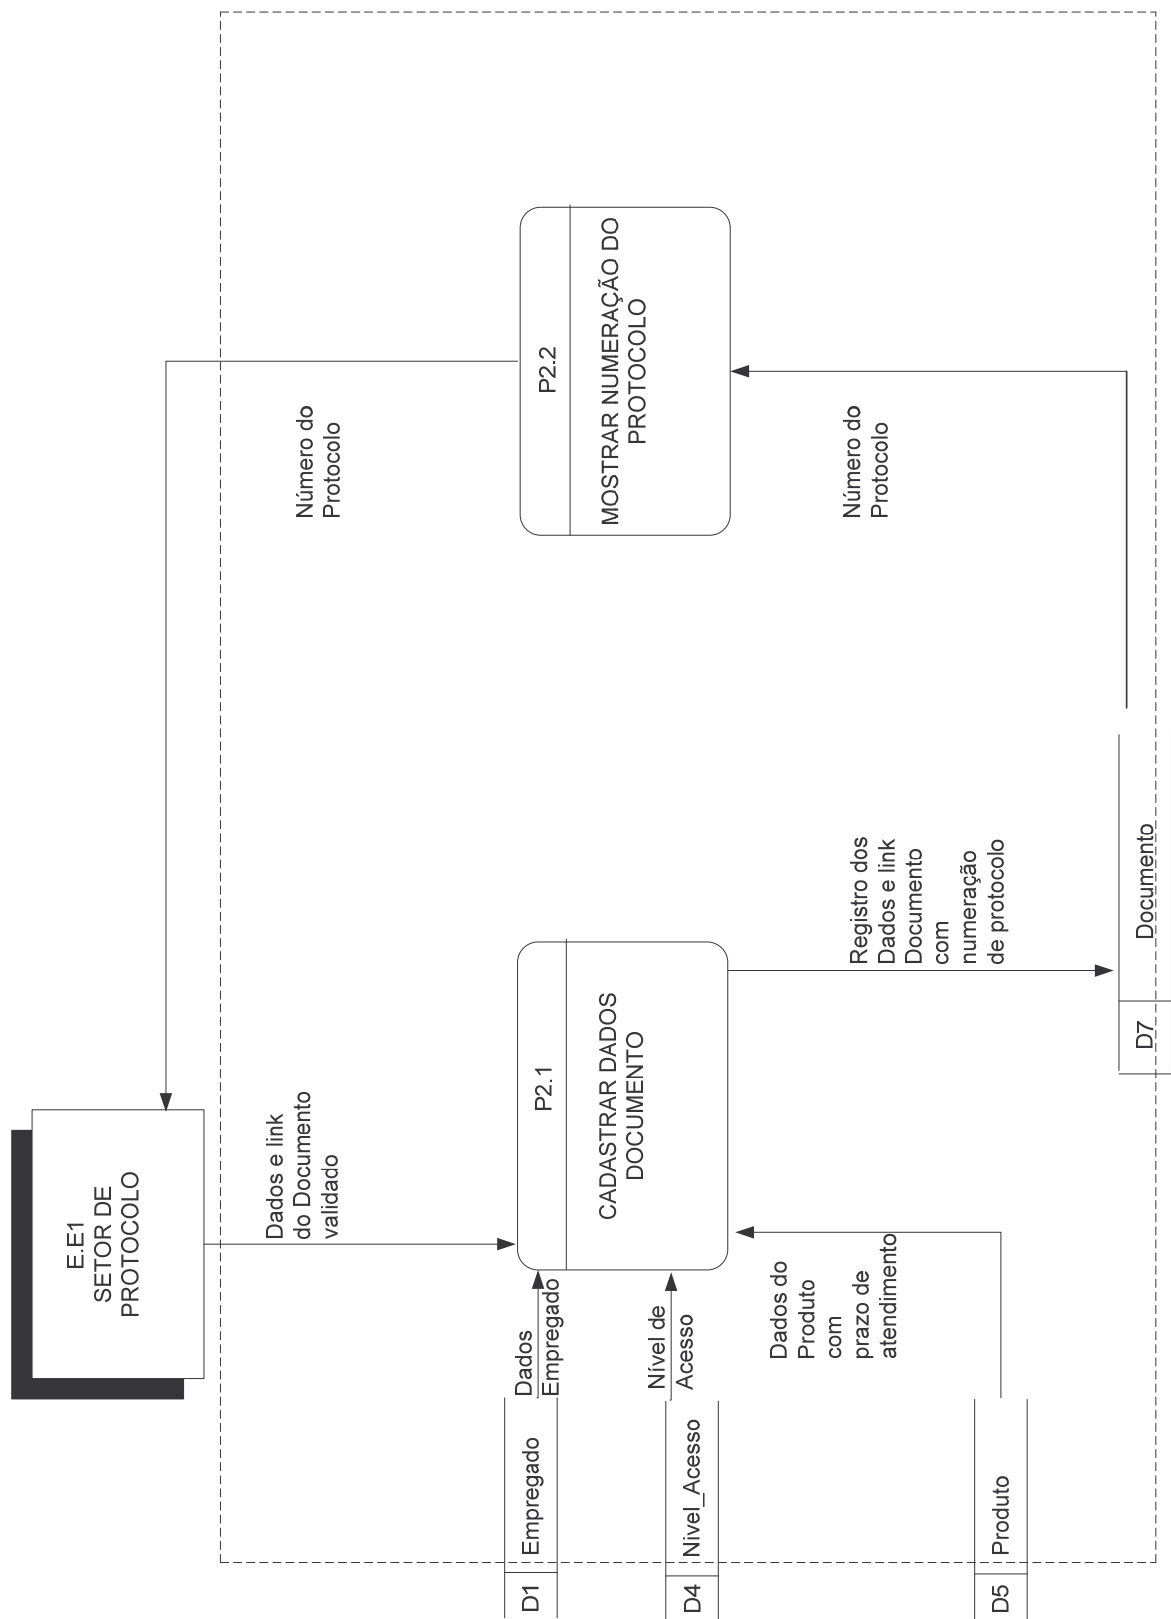 E.E1
SETOR DE
PROTOCOLO
Número do
Protocolo
Dados e link
do Documento
validado
D1
Empregado
Dados
Empregado
P2.1
CADASTRAR DADOS
DOCUMENTO
P2.2
MOSTRAR NUMERAÇÃO DO
PROTOCOLO
D4
Nivel_Acesso
Nível de
Acesso
Dados do
Produto
com
prazo de
atendimento
Registro dos
Dados e link
Documento
com
numeração
de protocolo
Número do
Protocolo
D5
Produto
D7
Documento